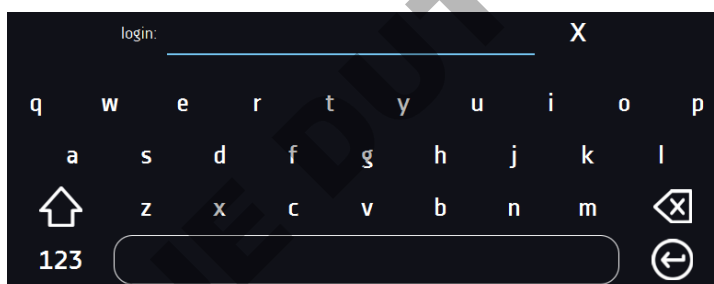 login: X
q w e r t y u i o p
a s d f g h j k l
z x c v b n m
123